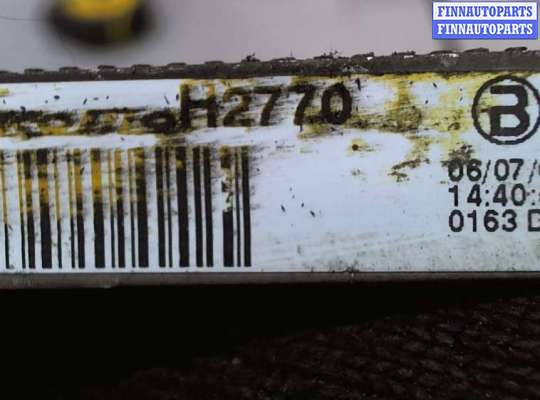 FINNAUTOPARTS
FINNAUTOPARTS
H2770
B
06/07/
14:40:
0163